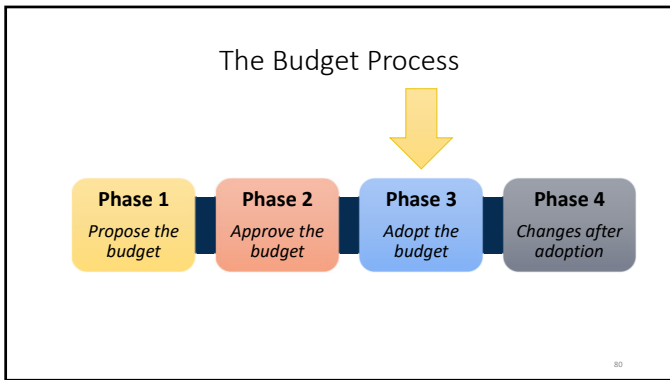 The Budget Process
Phase 1
Propose the
budget
Phase 2
Approve the
budget
Phase 3
Adopt the
budget
Phase 4
Changes after
adoption
80